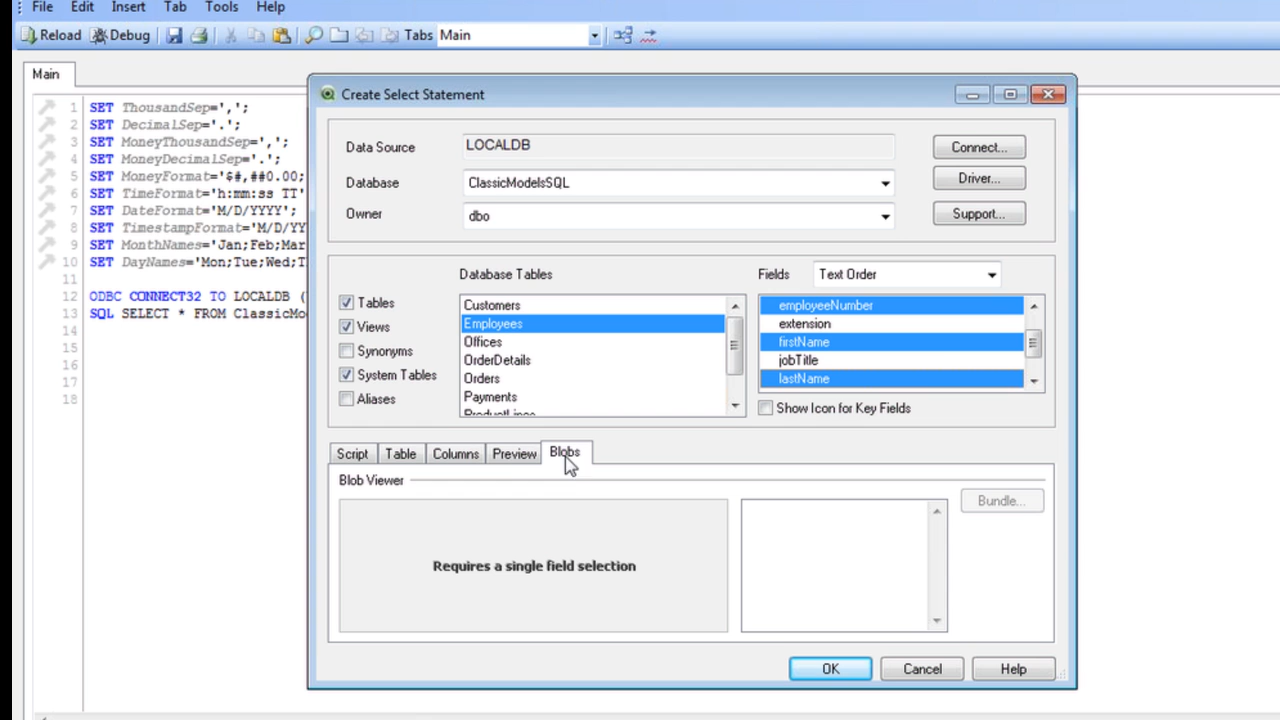 File Edit Insert Tab Tools Help
Reload Debug Tabs Main
Main
Create Select Statement
1 SET ThousandSep=',';
2 SET DecimalSep='.';
3 SET MoneyThousandSep=',';
4 SET MoneyDecimalSep='.';
5 SET MoneyFormat='$#,##0.00;
6 SET TimeFormat='h:mm:ss TT'
7 SET DateFormat='M/D/YYYY';
8 SET TimestampFormat='M/D/YY
9 SET MonthNames='Jan;Feb;Mar
10 SET DayNames='Mon;Tue;Wed;T
11
12 ODBC CONNECT32 TO LOCALDB (
13 SQL SELECT * FROM ClassicMo
14
15
16
17
18
Data Source LOCALDB Connect...
Database ClassicModelsSQL Driver...
Owner dbo Support...
Database Tables Fields Text Order
Tables
Views
Synonyms
System Tables
Aliases
Customers
Employees
Offices
OrderDetails
Orders
Payments
ProductLines
employeeNumber
extension
firstName
jobTitle
lastName
Show Icon for Key Fields
Script Table Columns Preview Blobs
Blob Viewer
Bundle...
Requires a single field selection
OK Cancel Help